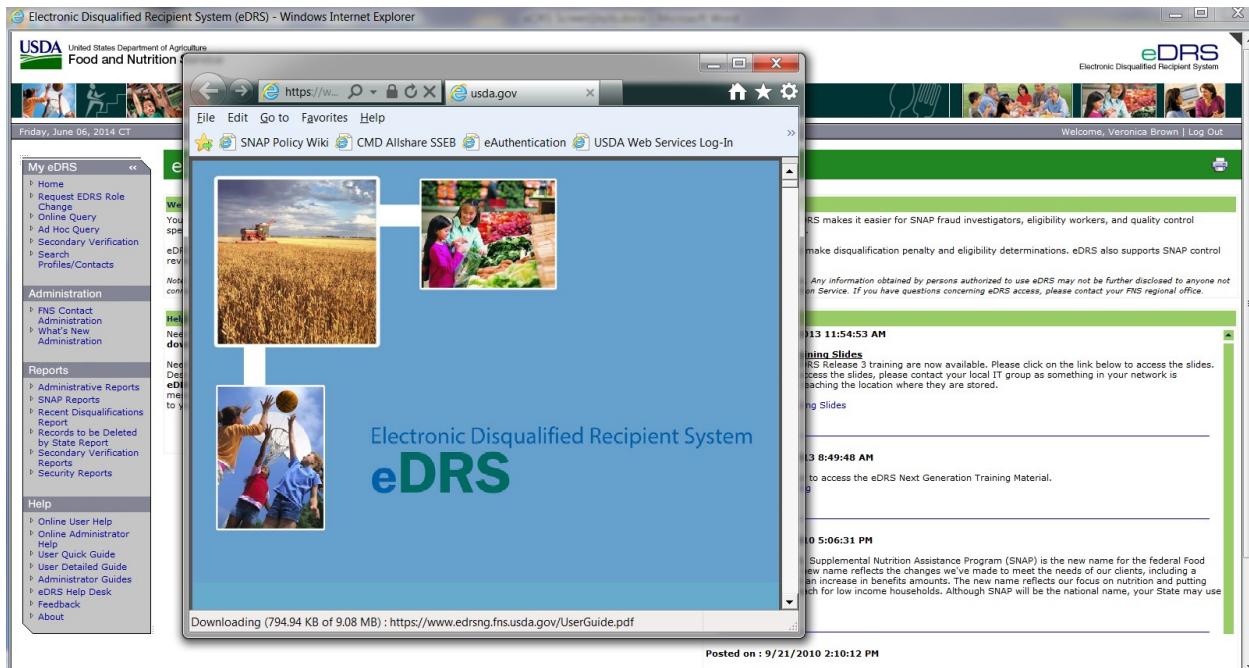 Electronic Disqualified Recipient System (eDRS) - Windows Internet Explorer
USDA United States Department of Agriculture
Food and Nutrition
eDRS
Electronic Disqualified Recipient System
Friday, June 06, 2014 CT
Welcome, Veronica Brown | Log Out
My eDRS «
Home
Request EDRS Role
Change
Online Query
Ad Hoc Query
Secondary Verification
Search
Profiles/Contacts
Administration
FNS Contact
Administration
What's New
Administration
Reports
Administrative Reports
SNAP Reports
Recent Disqualifications
Report
Records to be Deleted
by State Report
Secondary Verification
Reports
Security Reports
Help
Online User Help
Online Administrator
Help
User Quick Guide
User Detailed Guide
Administrator Guides
eDRS Help Desk
Feedback
About
https://w...
usda.gov
File Edit Go to Favorites Help
SNAP Policy Wiki CMD Allshare SSEB eAuthentication USDA Web Services Log-In
Electronic Disqualified Recipient System
eDRS
Downloading (794.94 KB of 9.08 MB) : https://www.edrsng.fns.usda.gov/UserGuide.pdf
makes it easier for SNAP fraud investigators, eligibility workers, and quality control
make disqualification penalty and eligibility determinations. eDRS also supports SNAP control
Any information obtained by persons authorized to use eDRS may not be further disclosed to anyone not
Service. If you have questions concerning eDRS access, please contact your FNS regional office.
11:54:53 AM
Slides
Release 3 training are now available. Please click on the link below to access the slides.
the slides, please contact your local IT group as something in your network is
the location where they are stored.
Slides
8:49:48 AM
to access the eDRS Next Generation Training Material.
5:06:31 PM
Supplemental Nutrition Assistance Program (SNAP) is the new name for the federal Food
name reflects the changes we've made to meet the needs of our clients, including a
an increase in benefits amounts. The new name reflects our focus on nutrition and putting
for low income households. Although SNAP will be the national name, your State may use
Posted on : 9/21/2010 2:10:12 PM